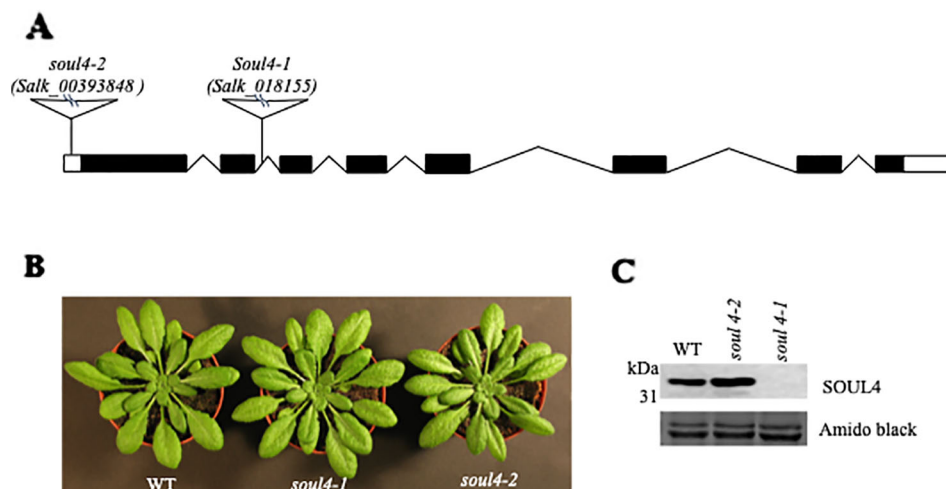 A
soul4-2
(Salk_00393848 )
Soul4-1
(Salk_018155)
B
WT
soul4-1
soul4-2
C
WT
soul 4-2
soul 4-1
kDa
31
SOUL4
Amido black